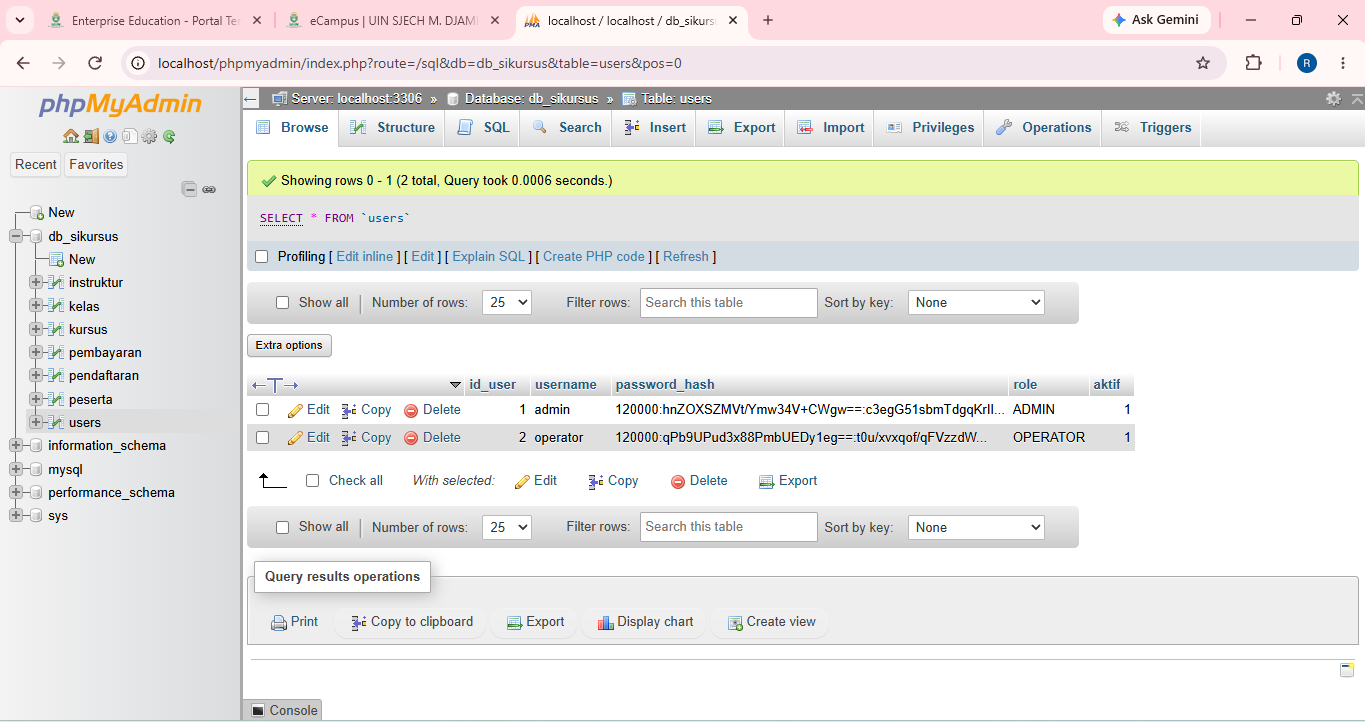 Enterprise Education - Portal Ter
eCampus | UIN SJECH M. DJAMI
localhost / localhost / db_sikursu
Ask Gemini
localhost/phpmyadmin/index.php?route=/sql&db=db_sikursus&table=users&pos=0
R
phpMyAdmin
Recent Favorites
New
db_sikursus
New
instruktur
kelas
kursus
pembayaran
pendaftaran
peserta
users
information_schema
mysql
performance_schema
sys
Server: localhost:3306 » Database: db_sikursus » Table: users
Browse Structure SQL Search Insert Export Import Privileges Operations Triggers
Showing rows 0 - 1 (2 total, Query took 0.0006 seconds.)
SELECT * FROM `users`
Profiling [ Edit inline ] [ Edit ] [ Explain SQL ] [ Create PHP code ] [ Refresh ]
Show all Number of rows: 25 Filter rows: Search this table Sort by key: None
Extra options
id_user username password_hash role aktif
Edit Copy Delete 1 admin 120000:hnZOXSZMVt/Ymw34V+CWgw==:c3egG51sbmTdgqKrII... ADMIN 1
Edit Copy Delete 2 operator 120000:qPb9UPud3x88PmbUEDy1eg==:t0u/xvxqof/qFVzzdW... OPERATOR 1
Check all With selected: Edit Copy Delete Export
Show all Number of rows: 25 Filter rows: Search this table Sort by key: None
Query results operations
Print Copy to clipboard Export Display chart Create view
Console